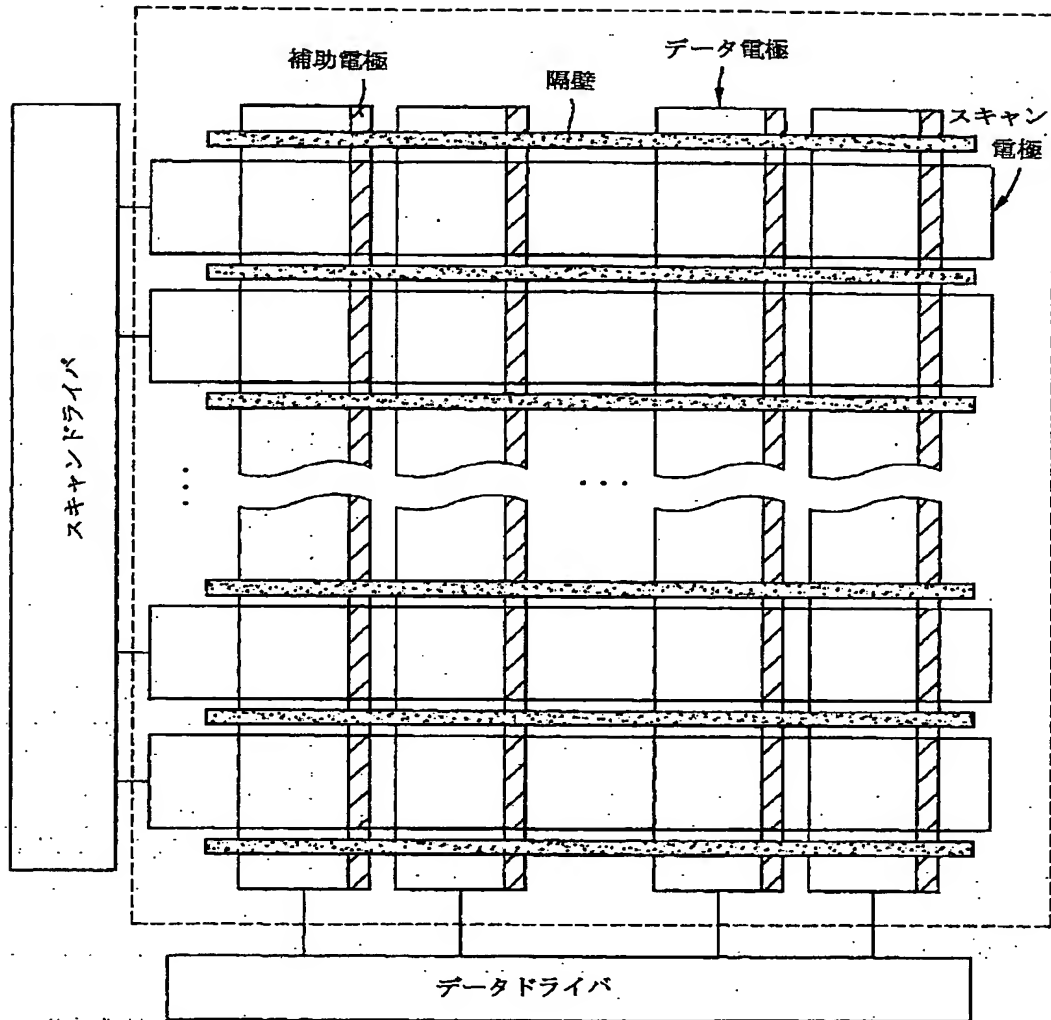 補助電極
隔壁
データ電極
スキャン
電極
スキャンドライバ
データドライバ